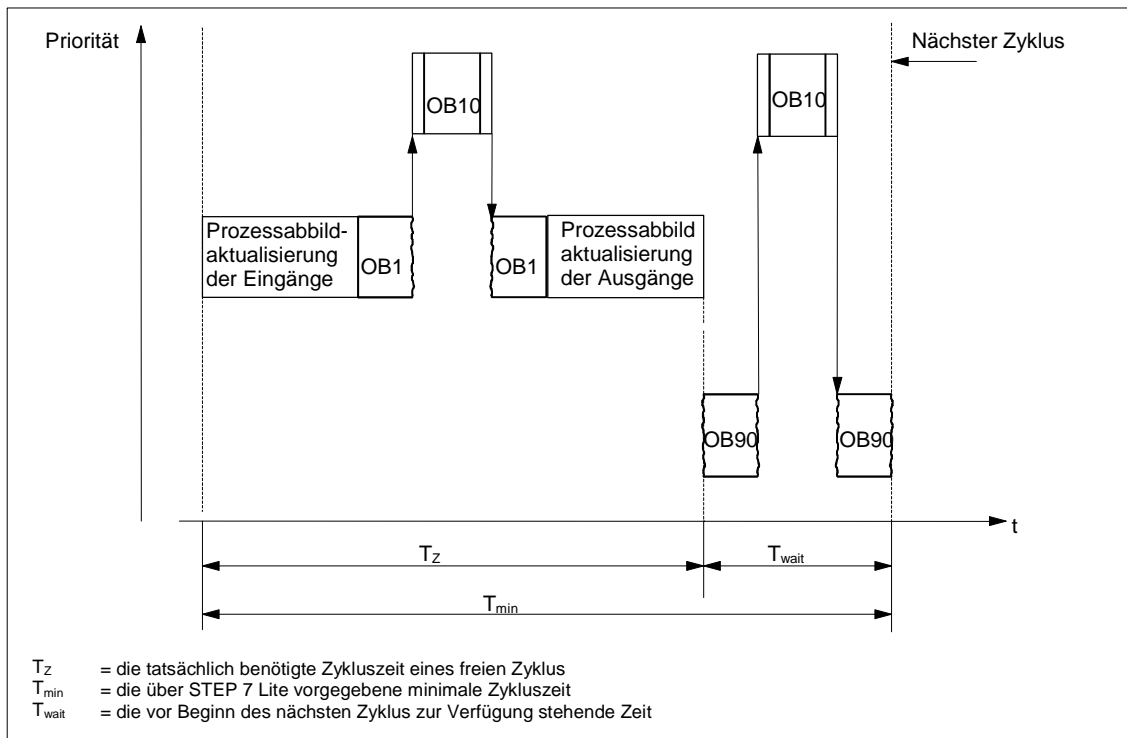 Priorität
Nächster Zyklus
OB10
OB10
Prozessabbild-
aktualisierung
der Eingänge
OB1
OB1
Prozessabbild
aktualisierung
der Ausgänge
OB90
OB90
t
TZ
Twait
Tmin
TZ = die tatsächlich benötigte Zykluszeit eines freien Zyklus
Tmin = die über STEP 7 Lite vorgegebene minimale Zykluszeit
Twait = die vor Beginn des nächsten Zyklus zur Verfügung stehende Zeit